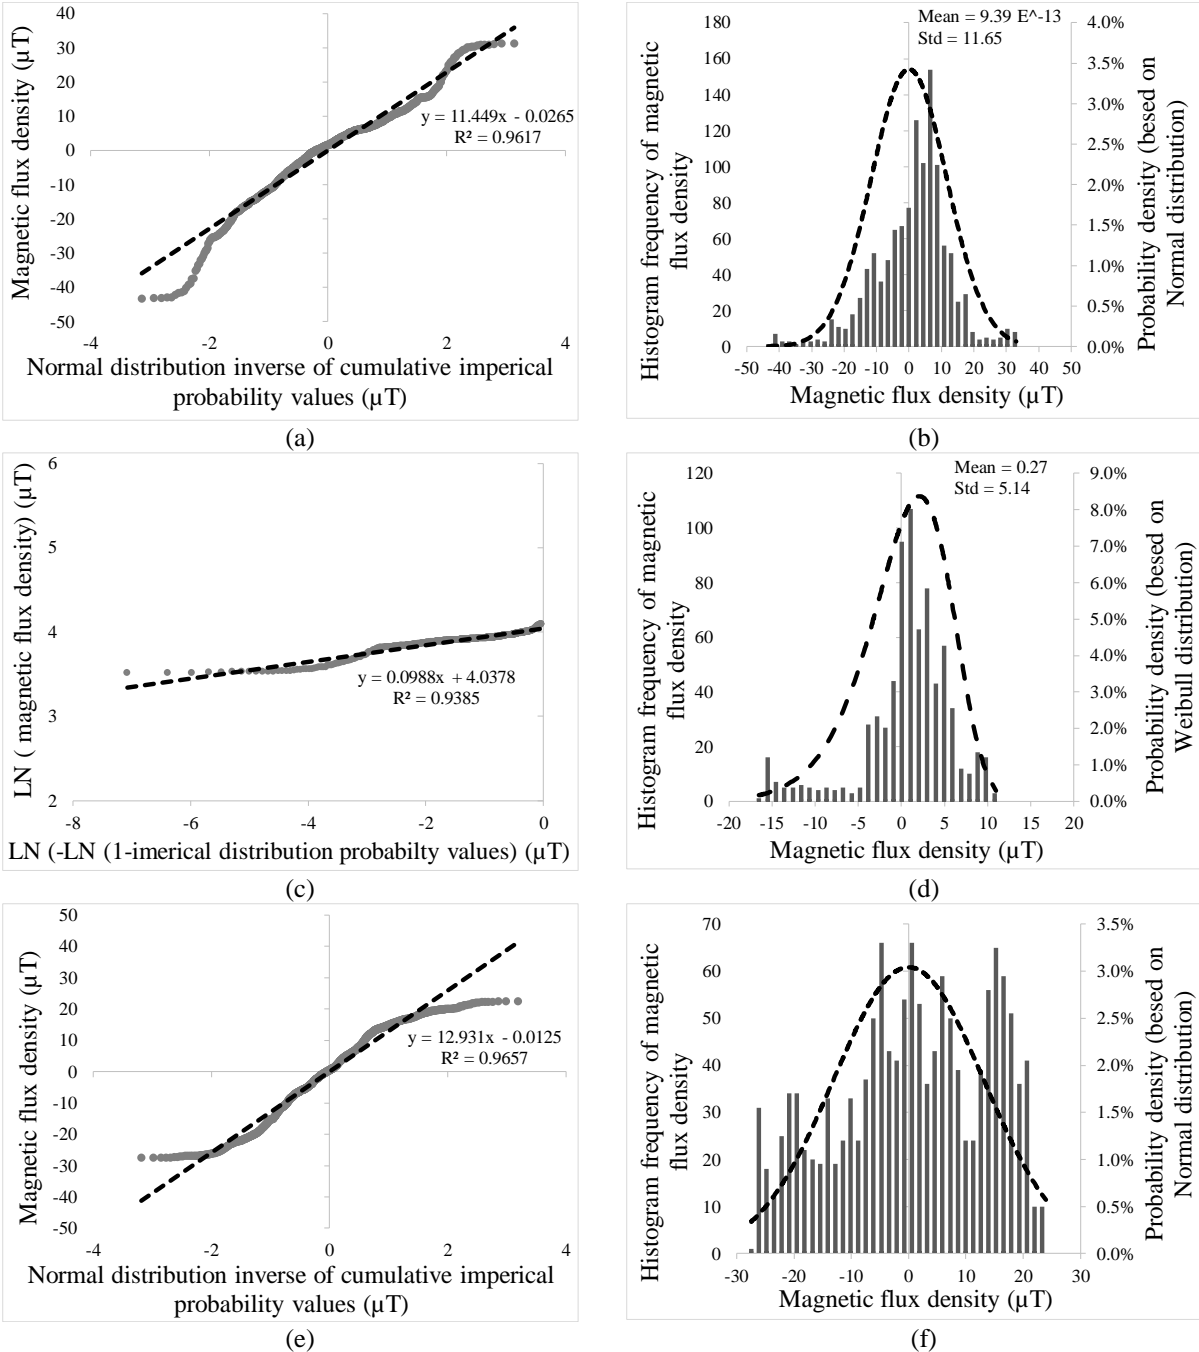 40
30
20
10
0
-10
-20
-30
-40
-50
-4
-2
0
2
4
Magnetic flux density (µT)
y = 11.449x - 0.0265
R² = 0.9617
Normal distribution inverse of cumulative imperical
probability values (µT)
(a)
Mean = 9.39 E^-13
Std = 11.65
180
160
140
120
100
80
60
40
20
0
4.0%
3.5%
3.0%
2.5%
2.0%
1.5%
1.0%
0.5%
0.0%
-50 -40 -30 -20 -10 0 10 20 30 40 50
Histogram frequency of magnetic
flux density
Probability density (besed on
Normal distribution)
Magnetic flux density (µT)
(b)
6
5
4
3
2
-8
-6
-4
-2
0
LN ( magnetic flux density) (µT)
y = 0.0988x + 4.0378
R² = 0.9385
LN (-LN (1-imerical distribution probabilty values) (µT)
(c)
Mean = 0.27
Std = 5.14
120
100
80
60
40
20
0
9.0%
8.0%
7.0%
6.0%
5.0%
4.0%
3.0%
2.0%
1.0%
0.0%
-20 -15 -10 -5 0 5 10 15 20
Histogram frequency of magnetic
flux density
Probability density (besed on
Weibull distribution)
Magnetic flux density (µT)
(d)
50
40
30
20
10
0
-10
-20
-30
-40
-50
-4
-2
0
2
4
Magnetic flux density (µT)
y = 12.931x - 0.0125
R² = 0.9657
Normal distribution inverse of cumulative imperical
probability values (µT)
(e)
70
60
50
40
30
20
10
0
3.5%
3.0%
2.5%
2.0%
1.5%
1.0%
0.5%
0.0%
-30 -20 -10 0 10 20 30
Histogram frequency of magnetic
flux density
Probability density (besed on
Normal distribution)
Magnetic flux density (µT)
(f)